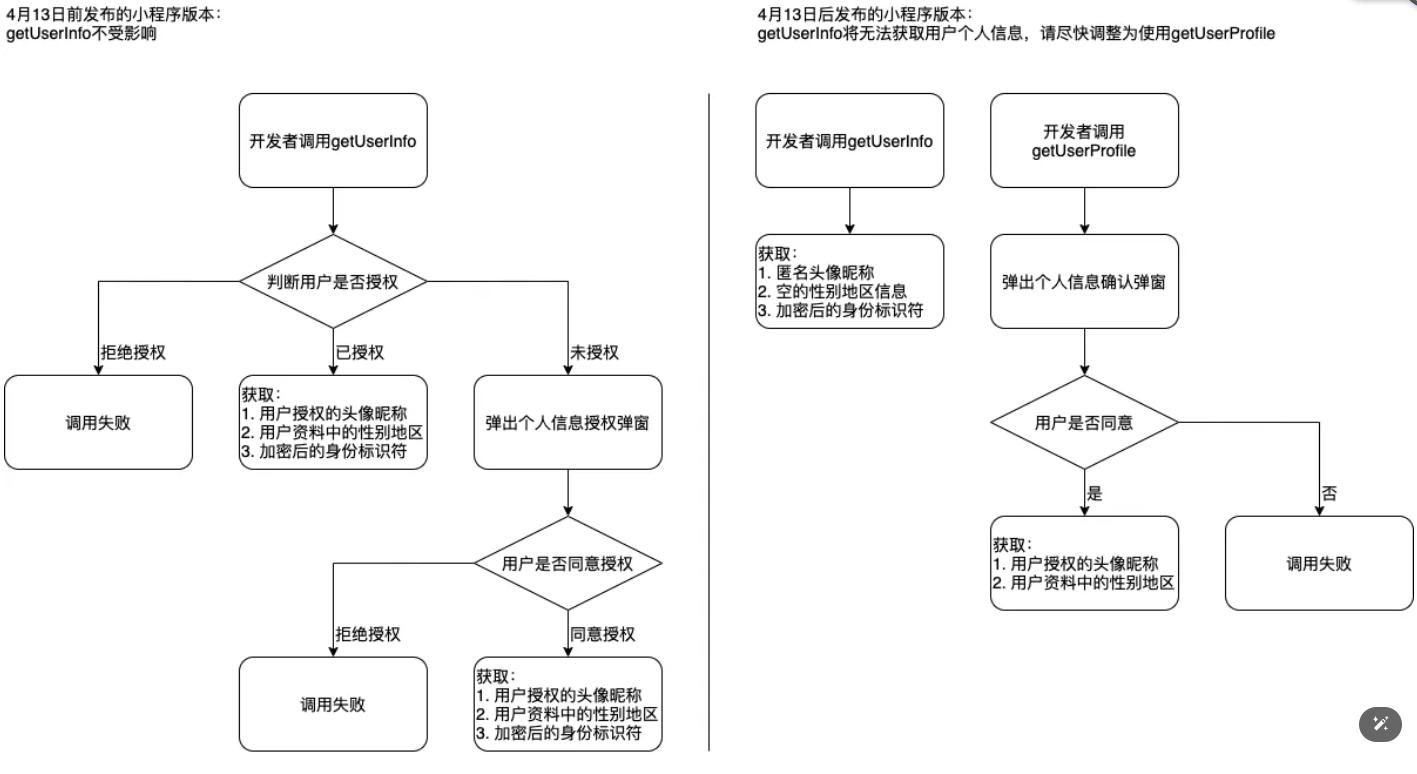 4月13日前发布的小程序版本：
getUserInfo不受影响
开发者调用getUserInfo
判断用户是否授权
拒绝授权
已授权
未授权
调用失败
获取：
1. 用户授权的头像昵称
2. 用户资料中的性别地区
3. 加密后的身份标识符
弹出个人信息授权弹窗
用户是否同意授权
拒绝授权
同意授权
调用失败
获取：
1. 用户授权的头像昵称
2. 用户资料中的性别地区
3. 加密后的身份标识符
4月13日后发布的小程序版本：
getUserInfo将无法获取用户个人信息，请尽快调整为使用getUserProfile
开发者调用getUserInfo
获取：
1. 匿名头像昵称
2. 空的性别地区信息
3. 加密后的身份标识符
开发者调用
getUserProfile
弹出个人信息确认弹窗
用户是否同意
是
否
获取：
1. 用户授权的头像昵称
2. 用户资料中的性别地区
调用失败